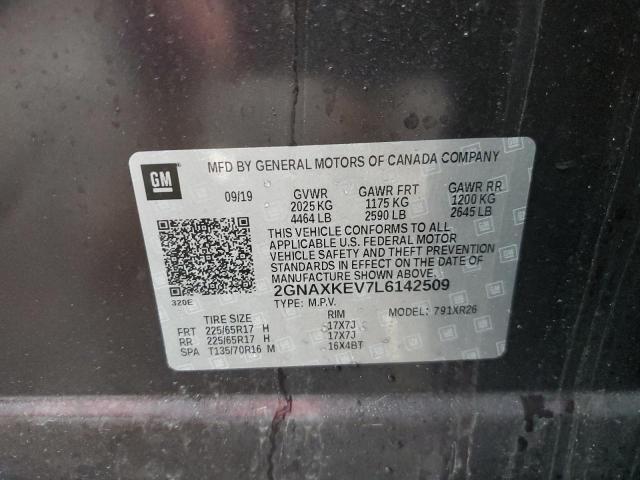 GM
MFD BY GENERAL MOTORS OF CANADA COMPANY
09/19 GVWR GAWR FRT GAWR RR
2025 KG 1175 KG 1200 KG
4464 LB 2590 LB 2645 LB
THIS VEHICLE CONFORMS TO ALL
APPLICABLE U.S. FEDERAL MOTOR
VEHICLE SAFETY AND THEFT PREVENTION
STANDARDS IN EFFECT ON THE DATE OF
MANUFACTURE SHOWN ABOVE.
2GNAXKEV7L6142509
320E
TYPE: M.P.V. MODEL: 791XR26
TIRE SIZE RIM
FRT 225/65R17 H 17X7J
RR 225/65R17 H 17X7J
SPA T135/70R16 M 16X4BT